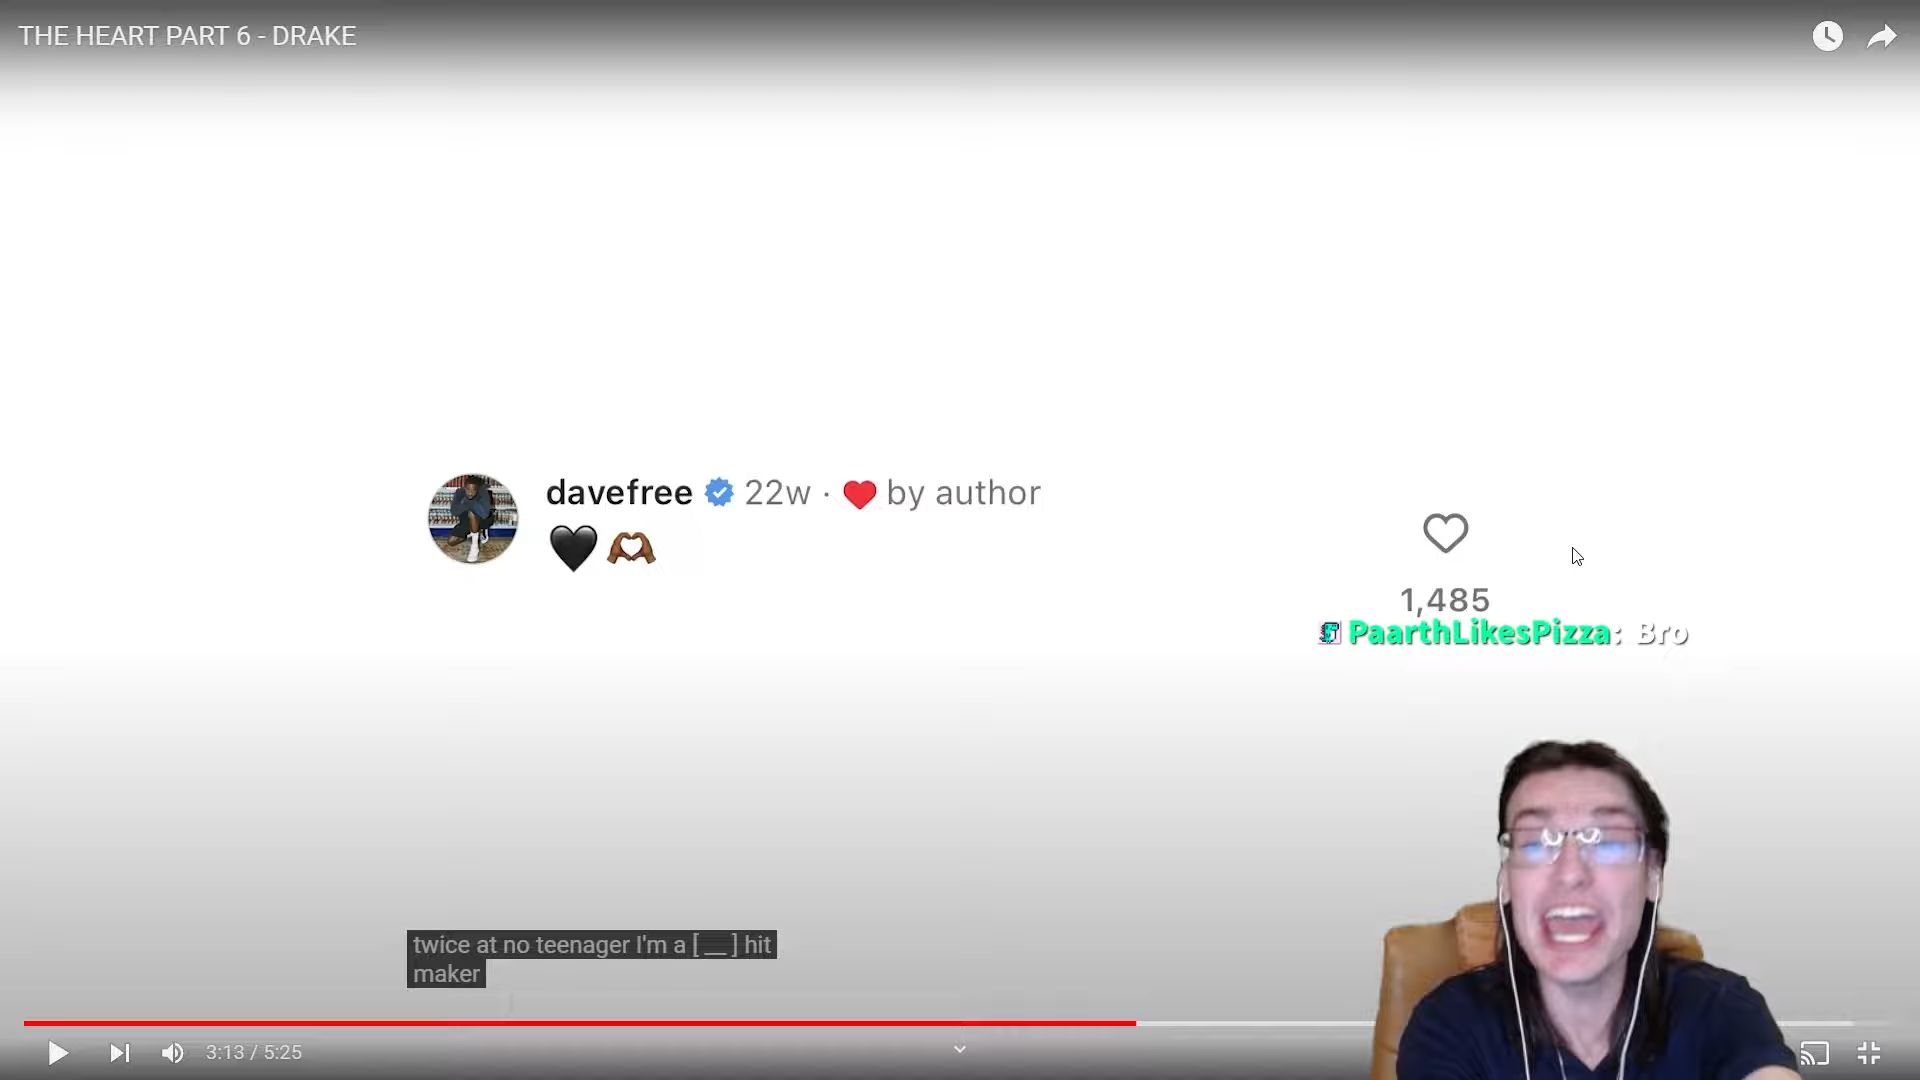 THE HEART PART 6 - DRAKE
davefree 22w · ❤️ by author
🖤 🫶🏾
1,485
PaarthLikesPizza: Bro
twice at no teenager I'm a [ __ ] hit
maker
3:13 / 5:25